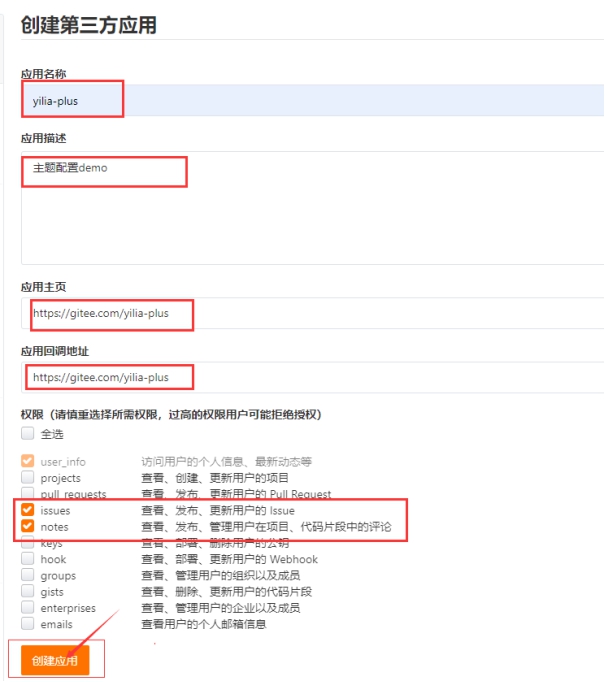 创建第三方应用
应用名称
yilia-plus
应用描述
主题配置demo
应用主页
https://gitee.com/yilia-plus
应用回调地址
https://gitee.com/yilia-plus
权限（请慎重选择所需权限，过高的权限用户可能拒绝授权）
全选
user_info 访问用户的个人信息、最新动态等
projects 查看、创建、更新用户的项目
pull_requests 查看、发布、更新用户的 Pull Request
issues 查看、发布、更新用户的 Issue
notes 查看、发布、管理用户在项目、代码片段中的评论
keys 查看、部署、删除用户的公钥
hook 查看、部署、更新用户的 Webhook
groups 查看、管理用户的组织以及成员
gists 查看、删除、更新用户的代码片段
enterprises 查看、管理用户的企业以及成员
emails 查看用户的个人邮箱信息
创建应用